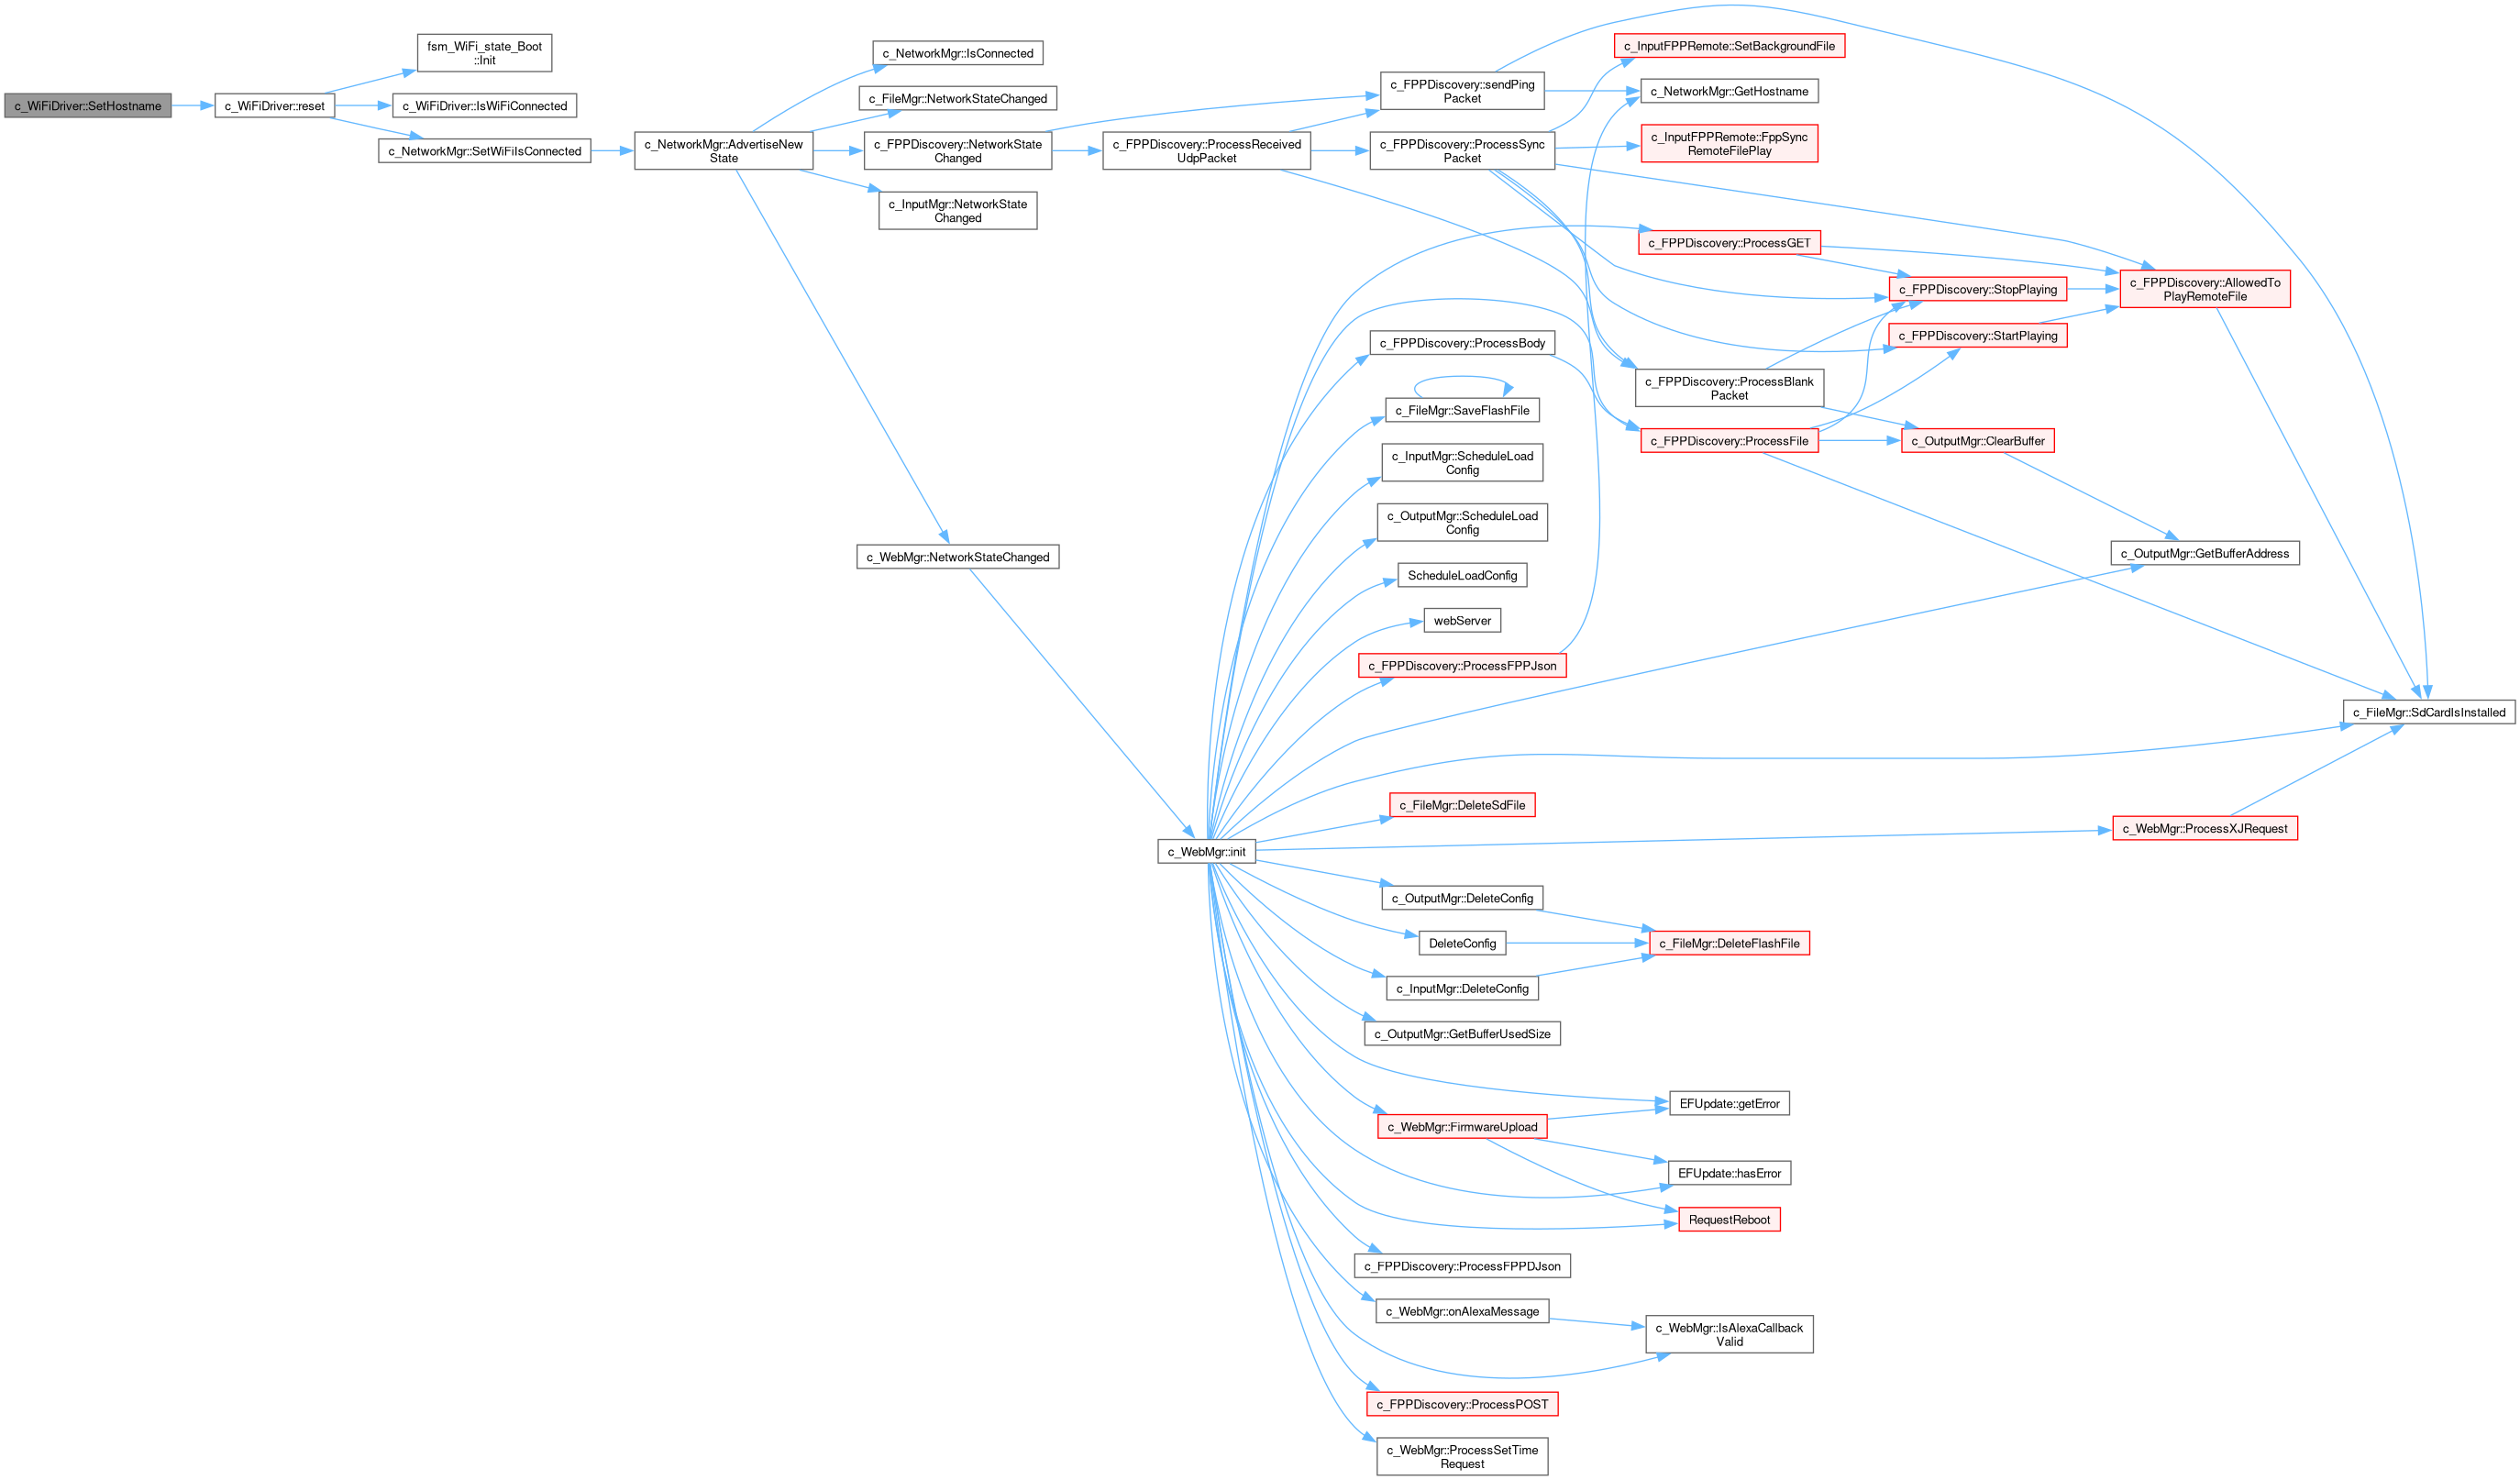 c_WiFiDriver::SetHostname
c_WiFiDriver::reset
fsm_WiFi_state_Boot
::Init
c_WiFiDriver::IsWiFiConnected
c_NetworkMgr::SetWiFiIsConnected
c_NetworkMgr::AdvertiseNew
State
c_NetworkMgr::IsConnected
c_FileMgr::NetworkStateChanged
c_FPPDiscovery::NetworkState
Changed
c_InputMgr::NetworkState
Changed
c_WebMgr::NetworkStateChanged
c_FPPDiscovery::ProcessReceived
UdpPacket
c_WebMgr::init
c_FPPDiscovery::sendPing
Packet
c_FPPDiscovery::ProcessSync
Packet
c_FPPDiscovery::ProcessBody
c_FileMgr::SaveFlashFile
c_InputMgr::ScheduleLoad
Config
c_OutputMgr::ScheduleLoad
Config
ScheduleLoadConfig
webServer
c_FPPDiscovery::ProcessFPPJson
c_FileMgr::DeleteSdFile
c_OutputMgr::DeleteConfig
DeleteConfig
c_InputMgr::DeleteConfig
c_OutputMgr::GetBufferUsedSize
c_WebMgr::FirmwareUpload
c_FPPDiscovery::ProcessFPPDJson
c_WebMgr::onAlexaMessage
c_FPPDiscovery::ProcessPOST
c_WebMgr::ProcessSetTime
Request
c_InputFPPRemote::SetBackgroundFile
c_NetworkMgr::GetHostname
c_InputFPPRemote::FppSync
RemoteFilePlay
c_FPPDiscovery::ProcessGET
c_FPPDiscovery::ProcessBlank
Packet
c_FPPDiscovery::ProcessFile
c_FileMgr::DeleteFlashFile
EFUpdate::getError
EFUpdate::hasError
RequestReboot
c_WebMgr::IsAlexaCallback
Valid
c_FPPDiscovery::StopPlaying
c_FPPDiscovery::StartPlaying
c_OutputMgr::ClearBuffer
c_FPPDiscovery::AllowedTo
PlayRemoteFile
c_OutputMgr::GetBufferAddress
c_WebMgr::ProcessXJRequest
c_FileMgr::SdCardIsInstalled